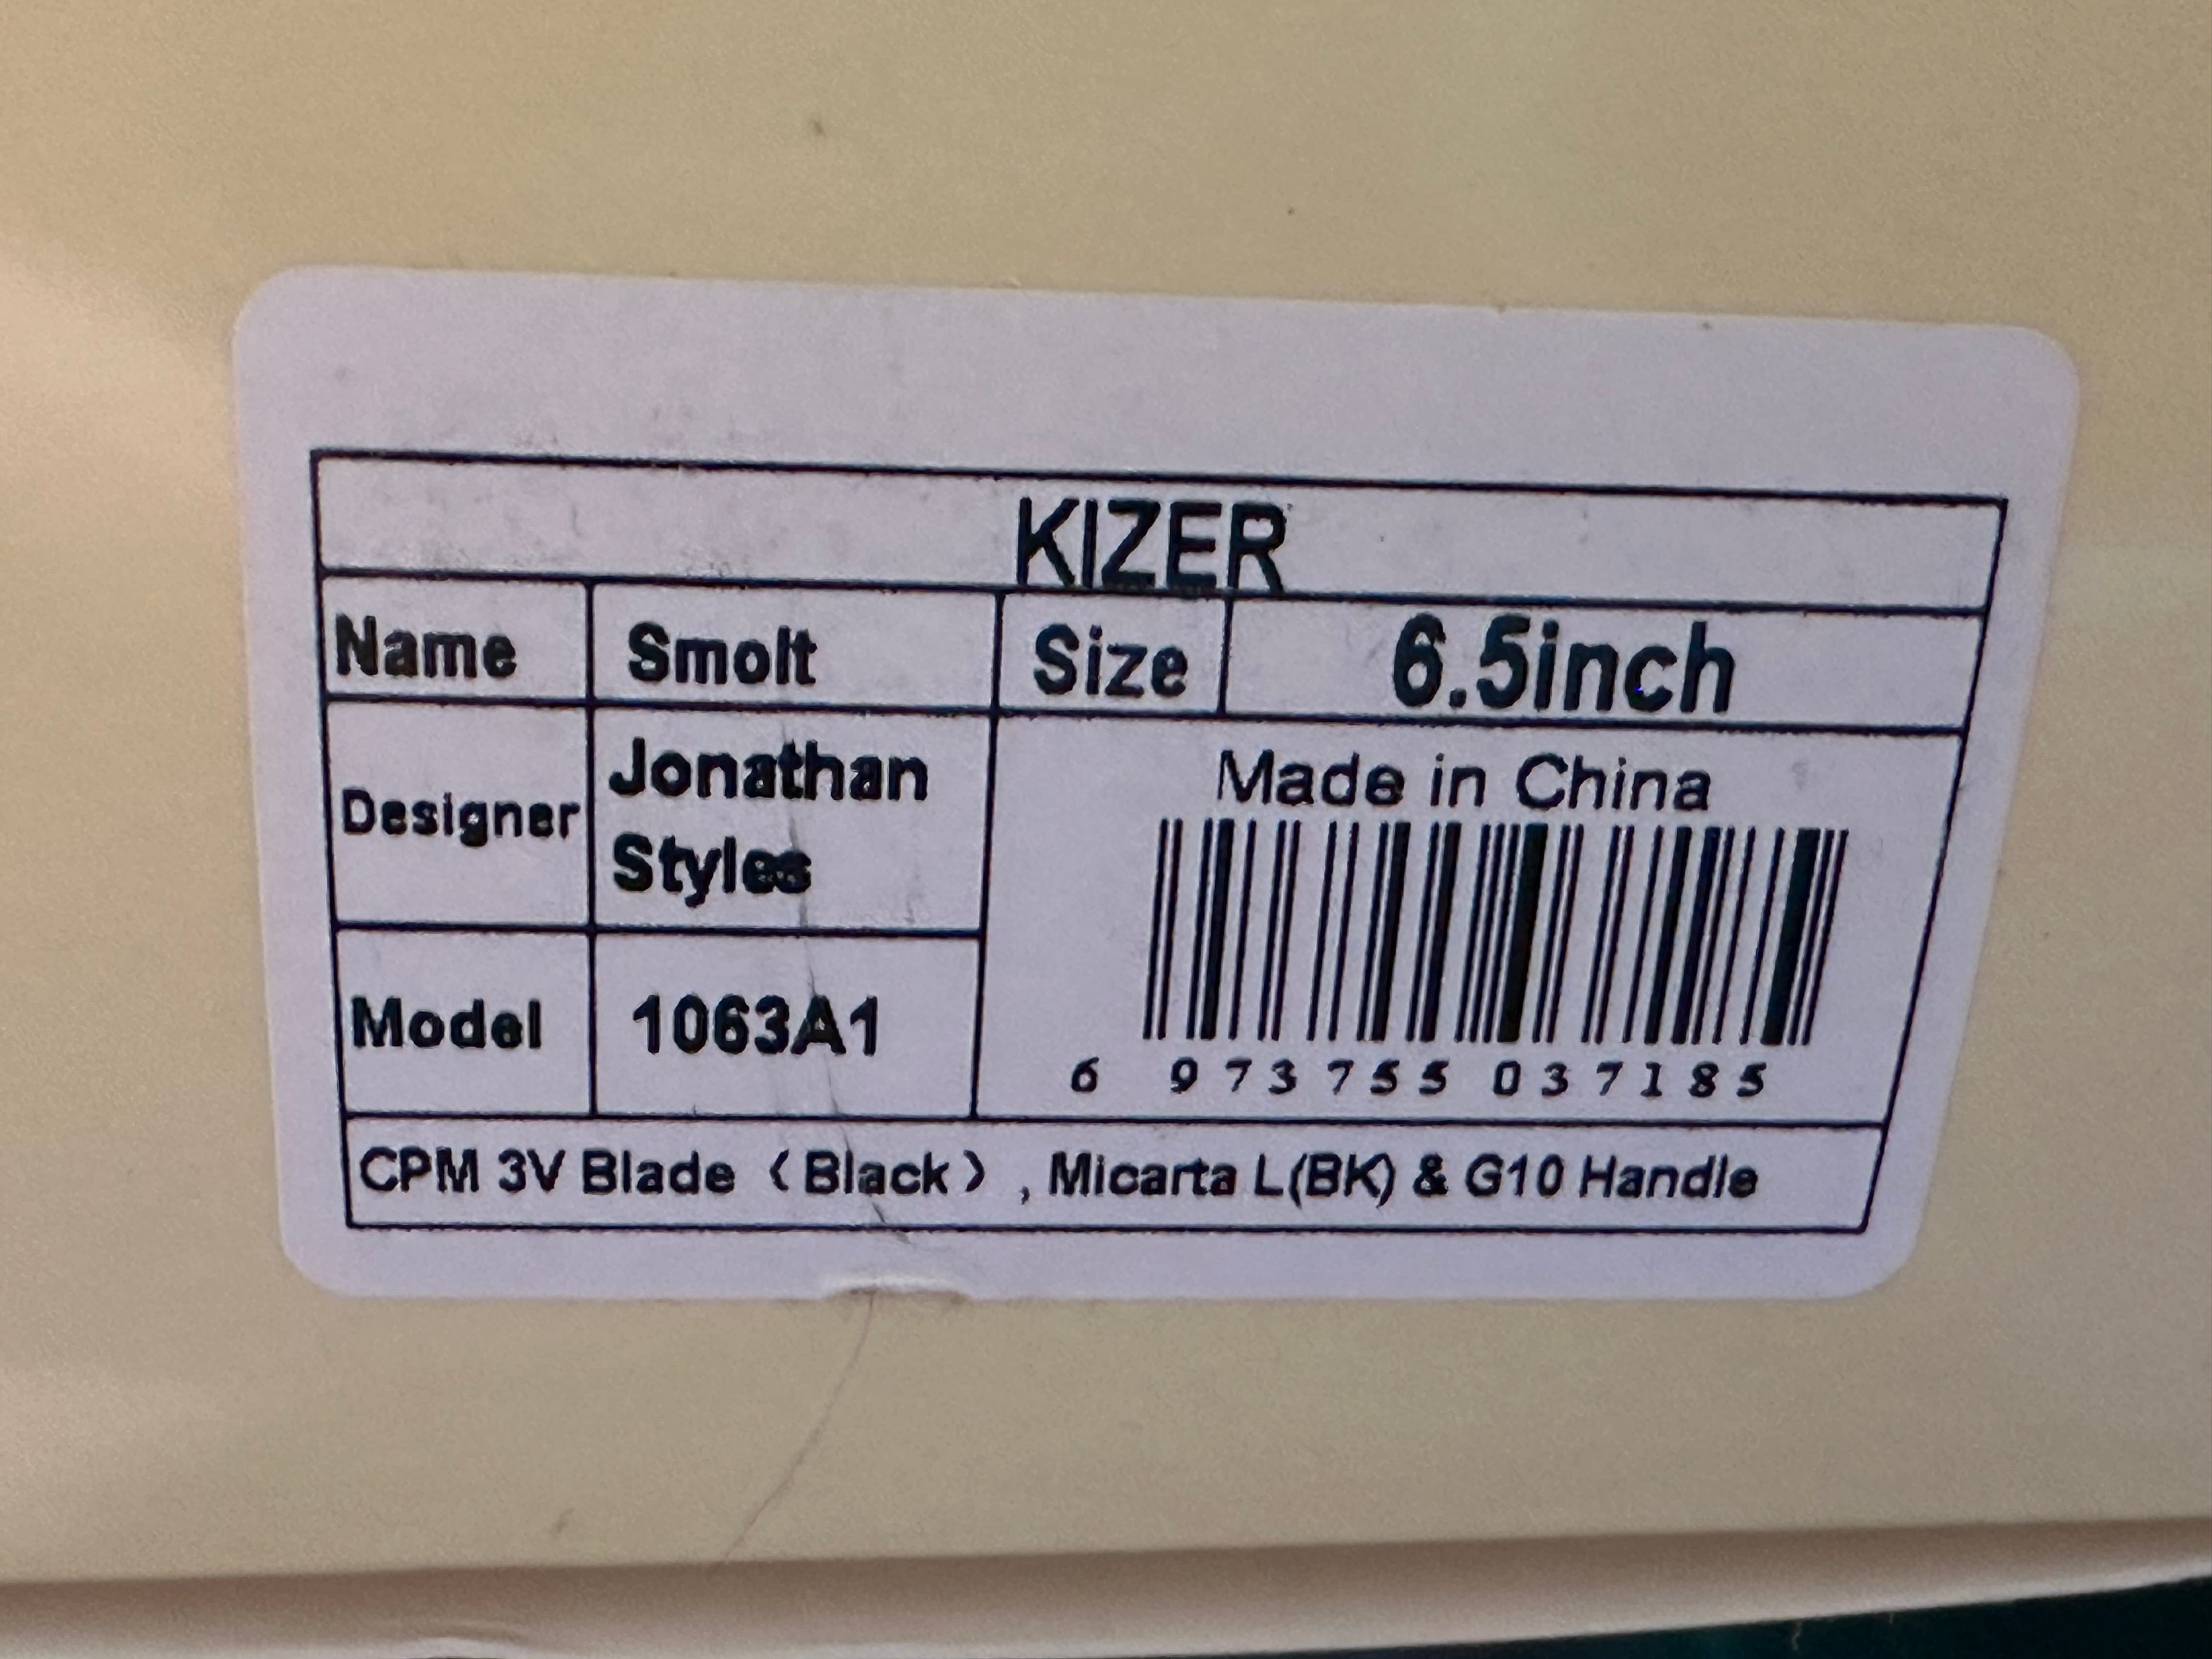 KIZER
Name Smolt Size 6.5inch
Designer Jonathan Styles
Made in China
Model 1063A1
6 973755 037185
CPM 3V Blade〈Black〉, Micarta L(BK) & G10 Handle